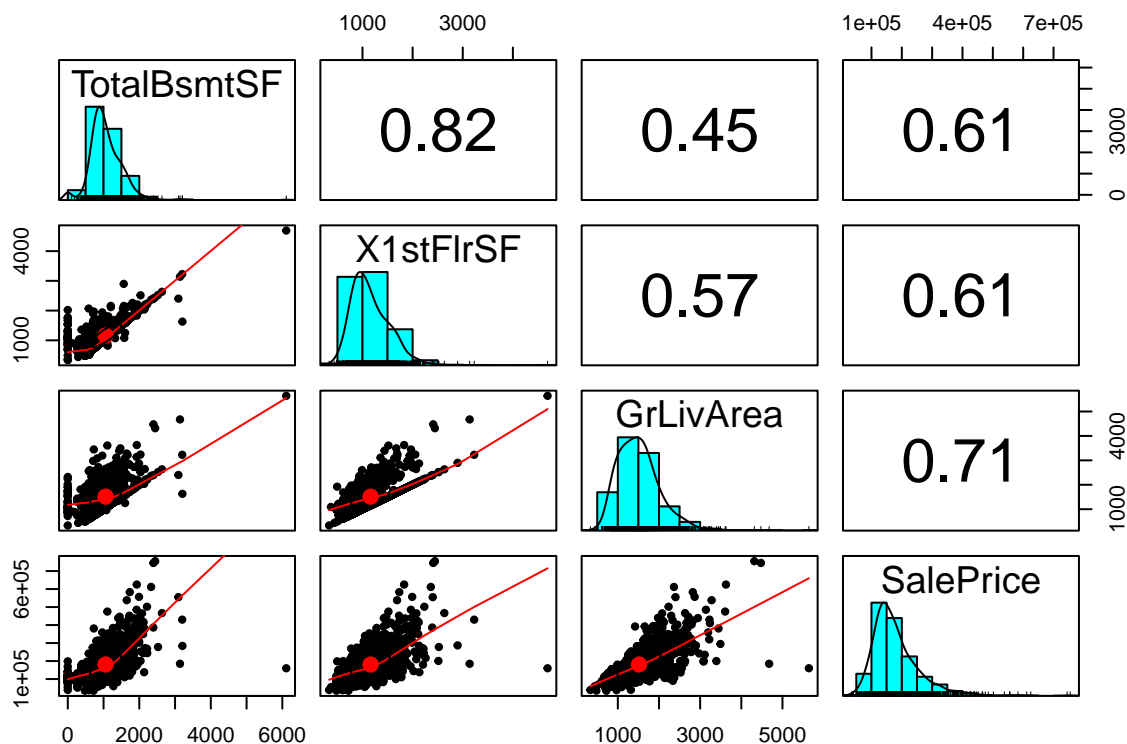 1000 3000
1e+05 4e+05 7e+05
TotalBsmtSF 0.82 0.45 0.61
0 3000
1000 4000
X1stFlrSF 0.57 0.61
GrLivArea 0.71
1000 4000
1e+05 6e+05
SalePrice
0 2000 4000 6000
1000 3000 5000